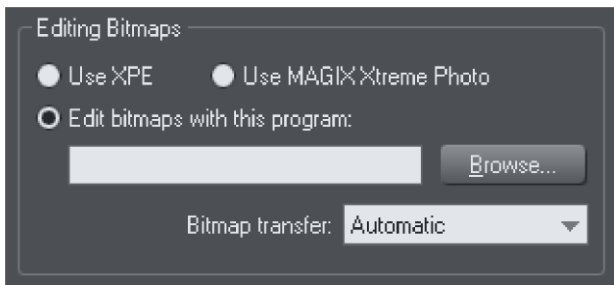 Editing Bitmaps
Use XPE Use MAGIX Xtreme Photo
Edit bitmaps with this program:
Browse...
Bitmap transfer: Automatic